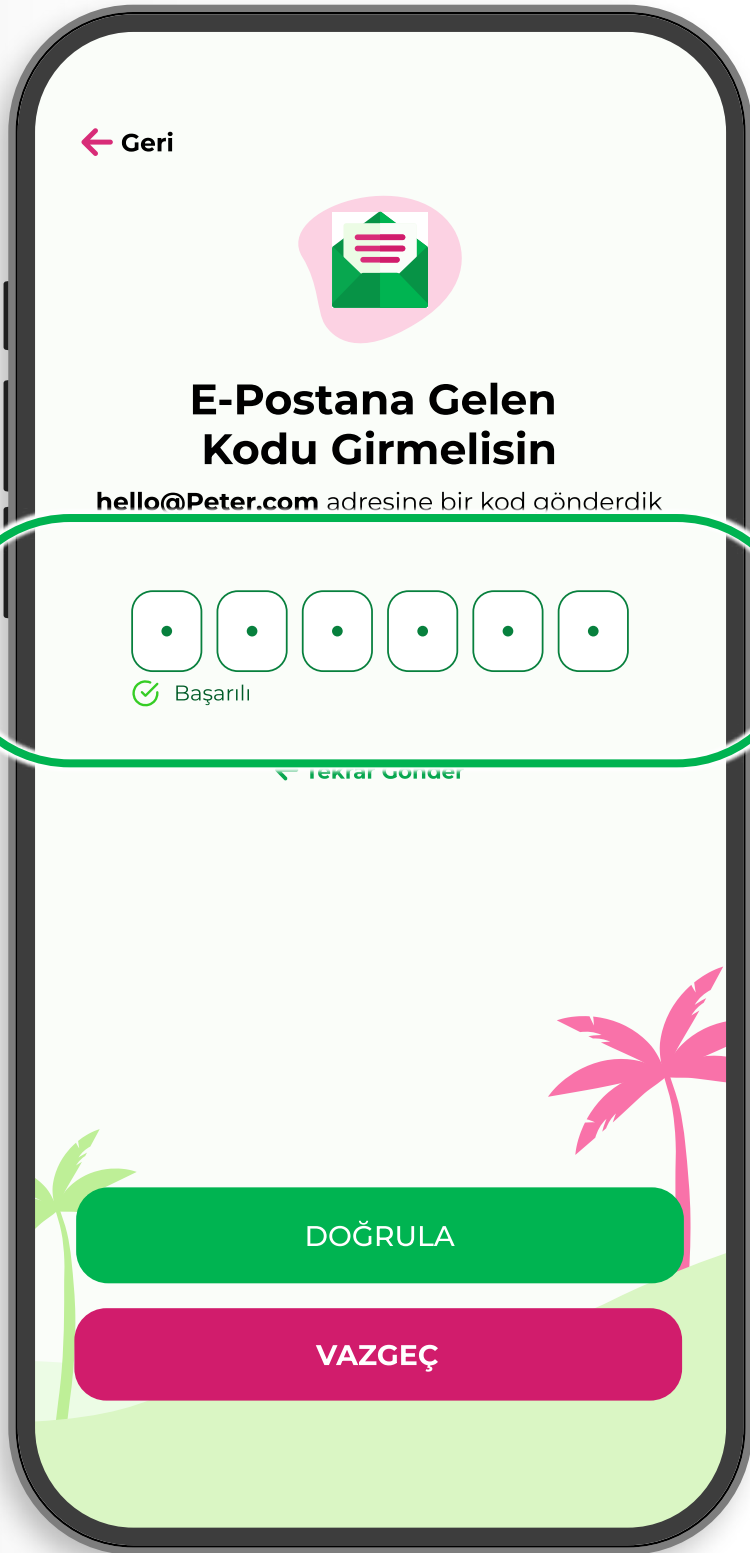 Geri
E-Postana Gelen
Kodu Girmelisin
hello@Peter.com adresine bir kod gönderdik
Başarılı
Tekrar Gönder
DOĞRULA
VAZGEÇ